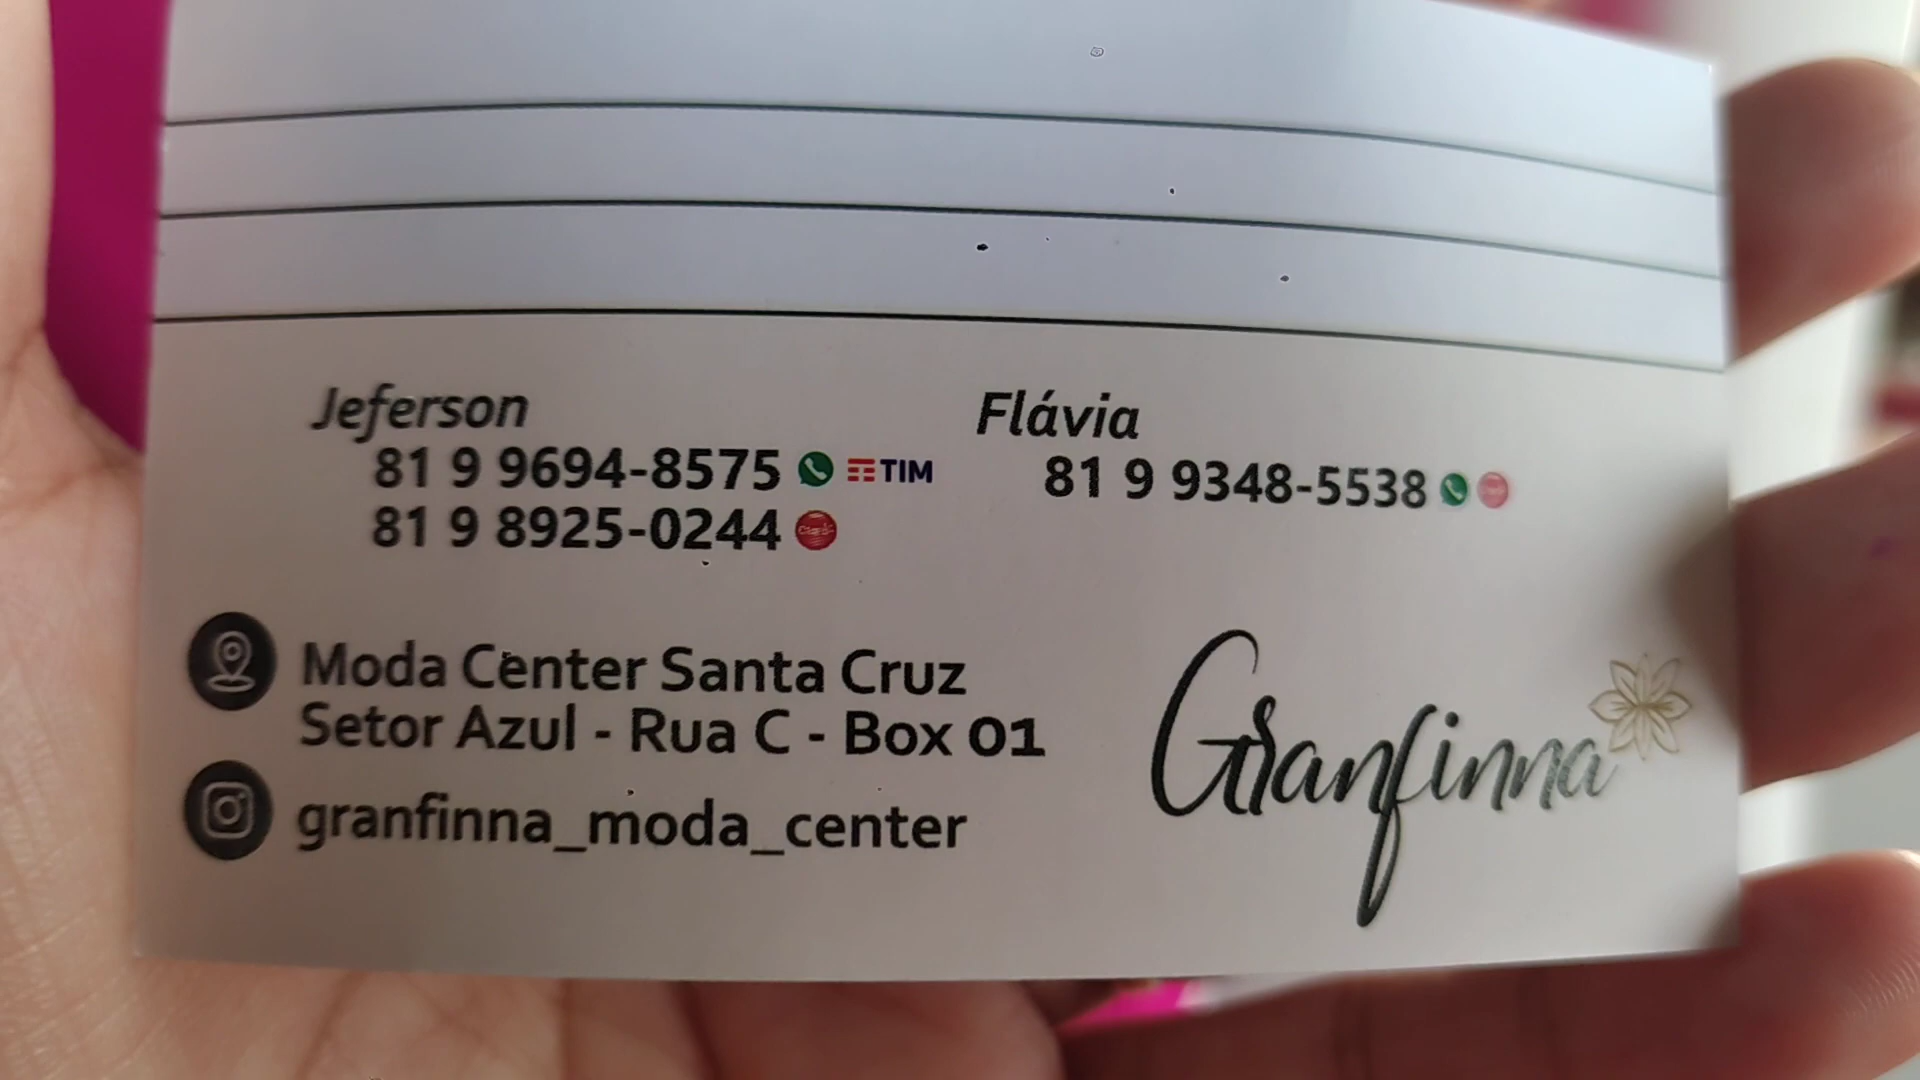 Jeferson
81 9 9694-8575 TIM
81 9 8925-0244 Claro
Flávia
81 9 9348-5538
Moda Center Santa Cruz
Setor Azul - Rua C - Box 01
granfinna_moda_center
Granfinna